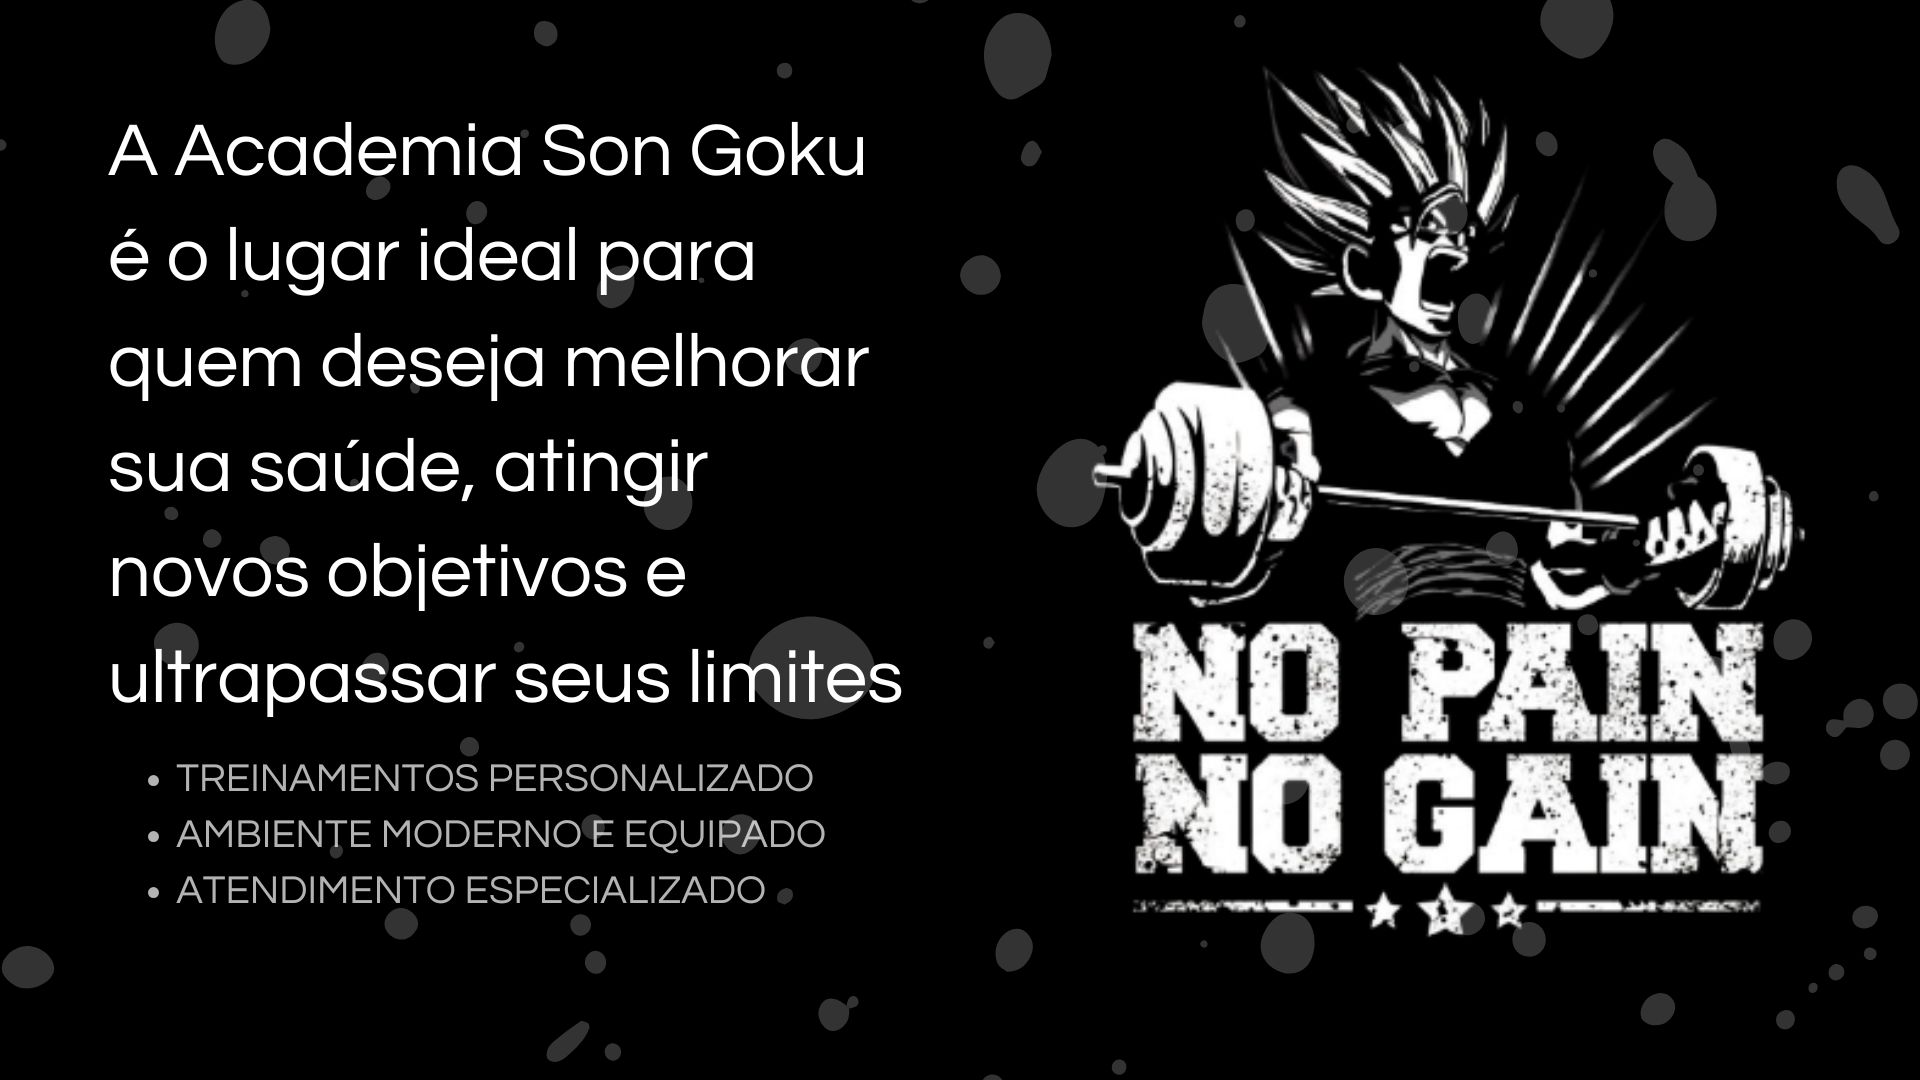 A Academia Son Goku
é o lugar ideal para
quem deseja melhorar
sua saúde, atingir
novos objetivos e
ultrapassar seus limites
• TREINAMENTOS PERSONALIZADO
• AMBIENTE MODERNO E EQUIPADO
• ATENDIMENTO ESPECIALIZADO
NO PAIN
NO GAIN